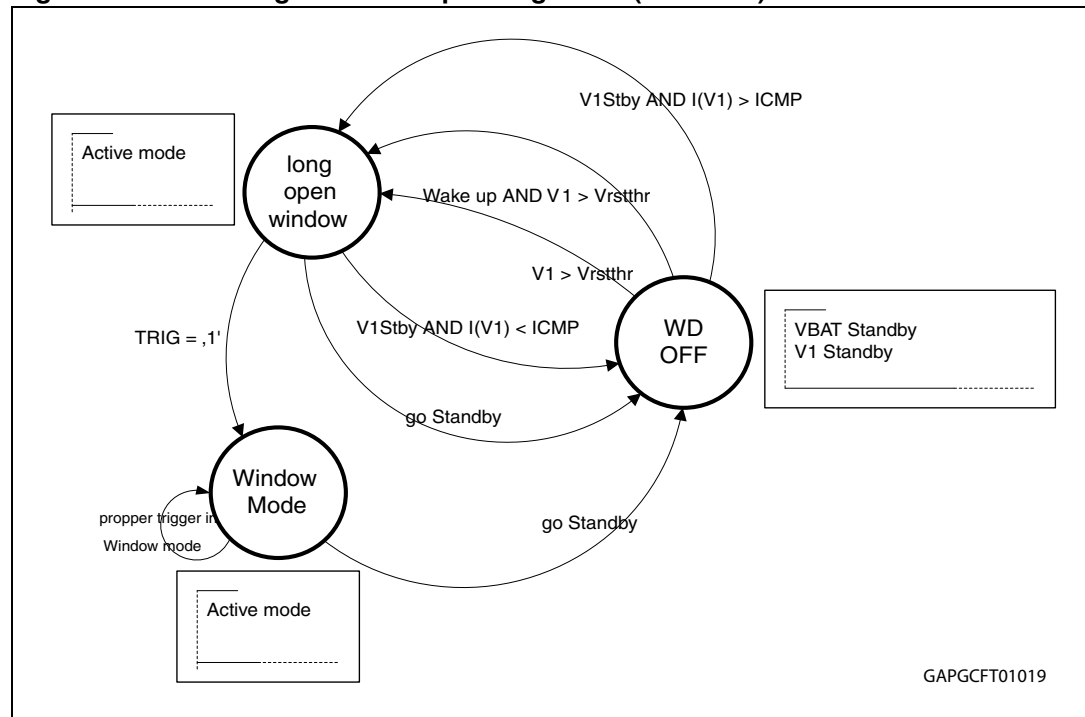 V1Stby AND I(V1) > ICMP
Active mode
long
open
window
Wake up AND V1 > Vrstthr
V1 > Vrstthr
TRIG = ‚1'
V1Stby AND I(V1) < ICMP
WD
OFF
VBAT Standby
V1 Standby
go Standby
Window
Mode
propper trigger in
Window mode
go Standby
Active mode
GAPGCFT01019